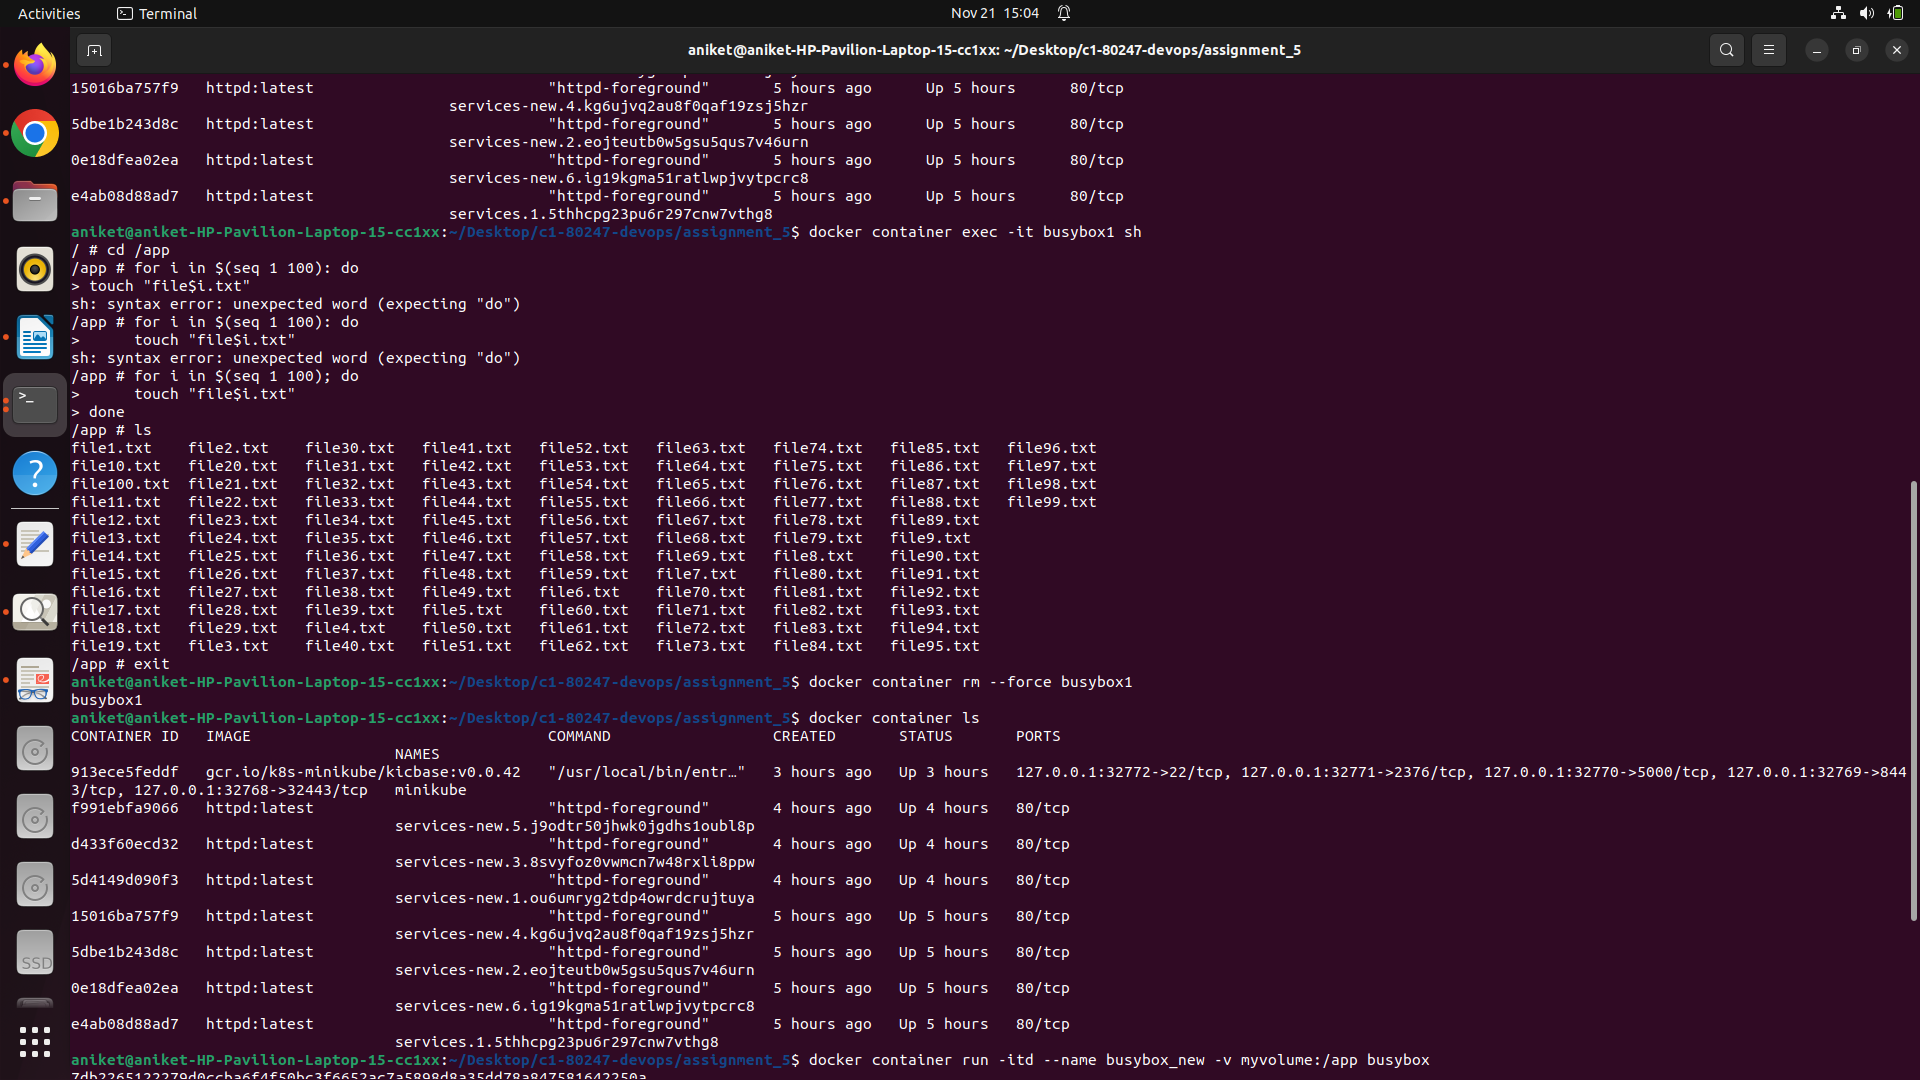 Activities
Terminal
Nov 21 15:04
aniket@aniket-HP-Pavilion-Laptop-15-cc1xx: ~/Desktop/c1-80247-devops/assignment_5
15016ba757f9 httpd:latest "httpd-foreground" 5 hours ago Up 5 hours 80/tcp
services-new.4.kg6ujvq2au8f0qaf19zsj5hzr
5dbe1b243d8c httpd:latest "httpd-foreground" 5 hours ago Up 5 hours 80/tcp
services-new.2.eojteutb0w5gsu5qus7v46urn
0e18dfea02ea httpd:latest "httpd-foreground" 5 hours ago Up 5 hours 80/tcp
services-new.6.ig19kgma51ratlwpjvytpcrc8
e4ab08d88ad7 httpd:latest "httpd-foreground" 5 hours ago Up 5 hours 80/tcp
services.1.5thhcpg23pu6r297cnw7vthg8
aniket@aniket-HP-Pavilion-Laptop-15-cc1xx:~/Desktop/c1-80247-devops/assignment_5$ docker container exec -it busybox1 sh
/ # cd /app
/app # for i in $(seq 1 100): do
> touch "file$i.txt"
sh: syntax error: unexpected word (expecting "do")
/app # for i in $(seq 1 100): do
> touch "file$i.txt"
sh: syntax error: unexpected word (expecting "do")
/app # for i in $(seq 1 100); do
> touch "file$i.txt"
> done
/app # ls
file1.txt file2.txt file30.txt file41.txt file52.txt file63.txt file74.txt file85.txt file96.txt
file10.txt file20.txt file31.txt file42.txt file53.txt file64.txt file75.txt file86.txt file97.txt
file100.txt file21.txt file32.txt file43.txt file54.txt file65.txt file76.txt file87.txt file98.txt
file11.txt file22.txt file33.txt file44.txt file55.txt file66.txt file77.txt file88.txt file99.txt
file12.txt file23.txt file34.txt file45.txt file56.txt file67.txt file78.txt file89.txt
file13.txt file24.txt file35.txt file46.txt file57.txt file68.txt file79.txt file9.txt
file14.txt file25.txt file36.txt file47.txt file58.txt file69.txt file8.txt file90.txt
file15.txt file26.txt file37.txt file48.txt file59.txt file7.txt file80.txt file91.txt
file16.txt file27.txt file38.txt file49.txt file6.txt file70.txt file81.txt file92.txt
file17.txt file28.txt file39.txt file5.txt file60.txt file71.txt file82.txt file93.txt
file18.txt file29.txt file4.txt file50.txt file61.txt file72.txt file83.txt file94.txt
file19.txt file3.txt file40.txt file51.txt file62.txt file73.txt file84.txt file95.txt
/app # exit
aniket@aniket-HP-Pavilion-Laptop-15-cc1xx:~/Desktop/c1-80247-devops/assignment_5$ docker container rm --force busybox1
busybox1
aniket@aniket-HP-Pavilion-Laptop-15-cc1xx:~/Desktop/c1-80247-devops/assignment_5$ docker container ls
CONTAINER ID IMAGE COMMAND CREATED STATUS PORTS
NAMES
913ece5feddf gcr.io/k8s-minikube/kicbase:v0.0.42 "/usr/local/bin/entr…" 3 hours ago Up 3 hours 127.0.0.1:32772->22/tcp, 127.0.0.1:32771->2376/tcp, 127.0.0.1:32770->5000/tcp, 127.0.0.1:32769->844
3/tcp, 127.0.0.1:32768->32443/tcp minikube
f991ebfa9066 httpd:latest "httpd-foreground" 4 hours ago Up 4 hours 80/tcp
services-new.5.j9odtr50jhwk0jgdhs1oubl8p
d433f60ecd32 httpd:latest "httpd-foreground" 4 hours ago Up 4 hours 80/tcp
services-new.3.8svyfoz0vwmcn7w48rxli8ppw
5d4149d090f3 httpd:latest "httpd-foreground" 4 hours ago Up 4 hours 80/tcp
services-new.1.ou6umryg2tdp4owrdcrujtuya
15016ba757f9 httpd:latest "httpd-foreground" 5 hours ago Up 5 hours 80/tcp
services-new.4.kg6ujvq2au8f0qaf19zsj5hzr
5dbe1b243d8c httpd:latest "httpd-foreground" 5 hours ago Up 5 hours 80/tcp
services-new.2.eojteutb0w5gsu5qus7v46urn
0e18dfea02ea httpd:latest "httpd-foreground" 5 hours ago Up 5 hours 80/tcp
services-new.6.ig19kgma51ratlwpjvytpcrc8
e4ab08d88ad7 httpd:latest "httpd-foreground" 5 hours ago Up 5 hours 80/tcp
services.1.5thhcpg23pu6r297cnw7vthg8
aniket@aniket-HP-Pavilion-Laptop-15-cc1xx:~/Desktop/c1-80247-devops/assignment_5$ docker container run -itd --name busybox_new -v myvolume:/app busybox
SSD